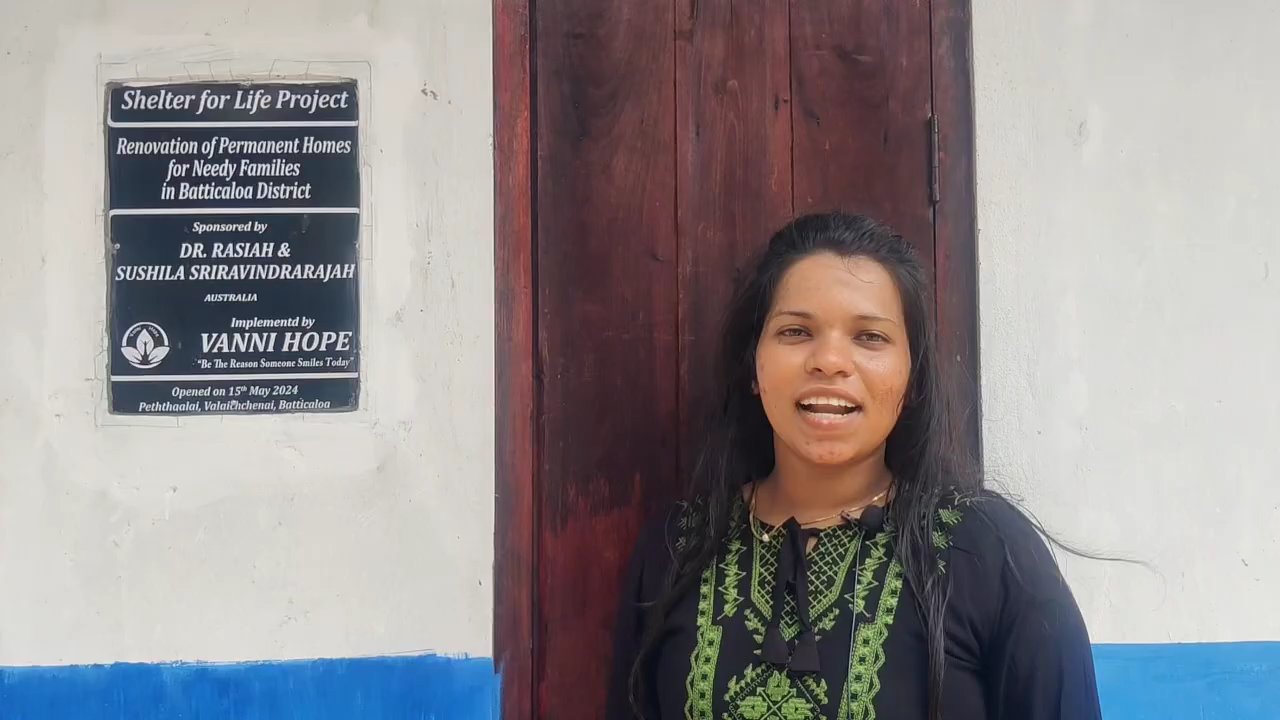 Shelter for Life Project
Renovation of Permanent Homes
for Needy Families
in Batticaloa District
Sponsored by
DR. RASIAH &
SUSHILA SRIRAVINDRARAJAH
AUSTRALIA
Implementd by
VANNI HOPE
"Be The Reason Someone Smiles Today"
Opened on 15th May 2024
Peththaalai, Valaichchenai, Batticaloa